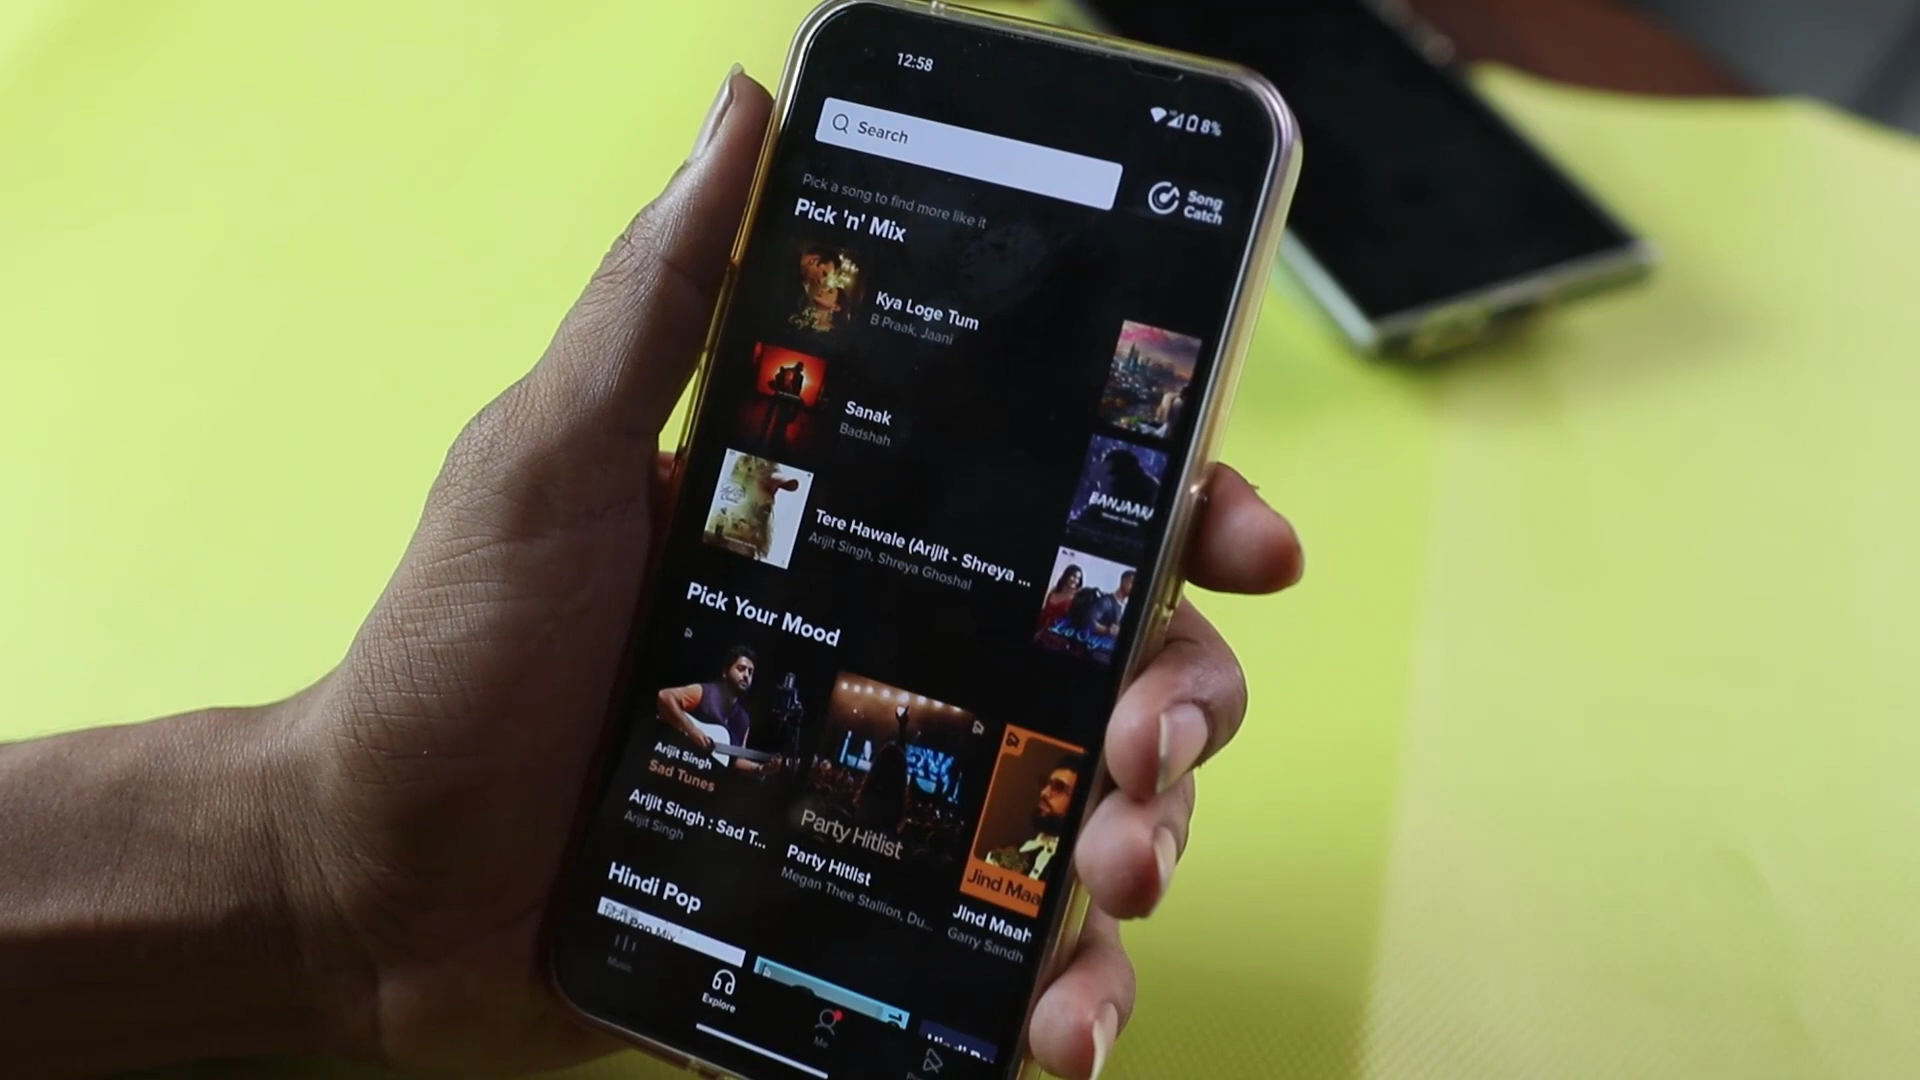 12:58
8%
Search
Song
Catch
Pick a song to find more like it
Pick 'n' Mix
Kya Loge Tum
B Praak, Jaani
Sanak
Badshah
BANJAARA
Tere Hawale (Arijit - Shreya ...
Arijit Singh, Shreya Ghoshal
Pick Your Mood
Arijit Singh
Sad Tunes
Arijit Singh : Sad T...
Arijit Singh
Party Hitlist
Party Hitlist
Megan Thee Stallion, Du...
Jind Maa
Jind Maah
Garry Sandh
Hindi Pop
Pop Mix
Music
Explore
Me